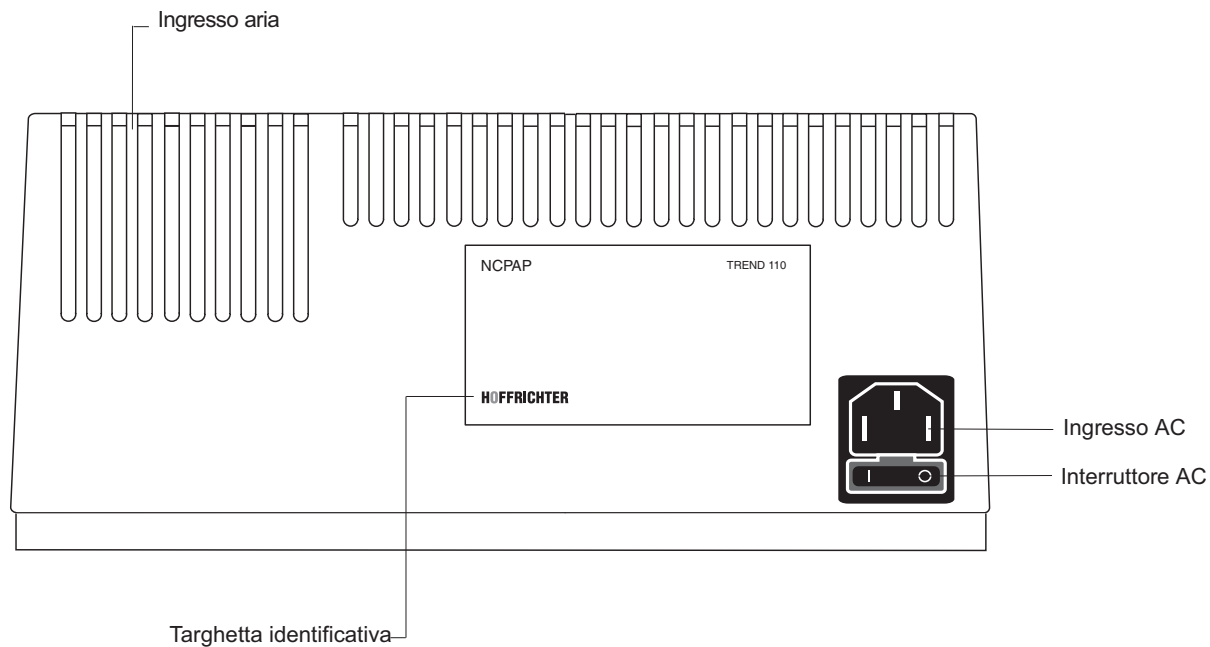 Ingresso aria
NCPAP TREND 110
HOFFRICHTER
Ingresso AC
Interruttore AC
Targhetta identificativa